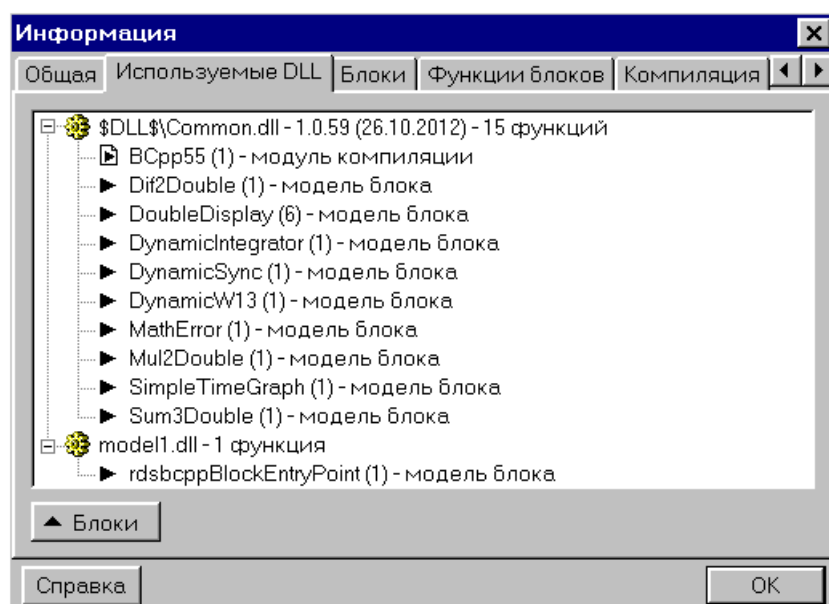 Информация
Общая Используемые DLL Блоки Функции блоков Компиляция
$DLL$\Common.dll - 1.0.59 (26.10.2012) - 15 функций
BCpp55 (1) - модуль компиляции
Dif2Double (1) - модель блока
DoubleDisplay (6) - модель блока
DynamicIntegrator (1) - модель блока
DynamicSync (1) - модель блока
DynamicW13 (1) - модель блока
MathError (1) - модель блока
Mul2Double (1) - модель блока
SimpleTimeGraph (1) - модель блока
Sum3Double (1) - модель блока
model1.dll - 1 функция
rdsbcppBlockEntryPoint (1) - модель блока
Блоки
Справка OK